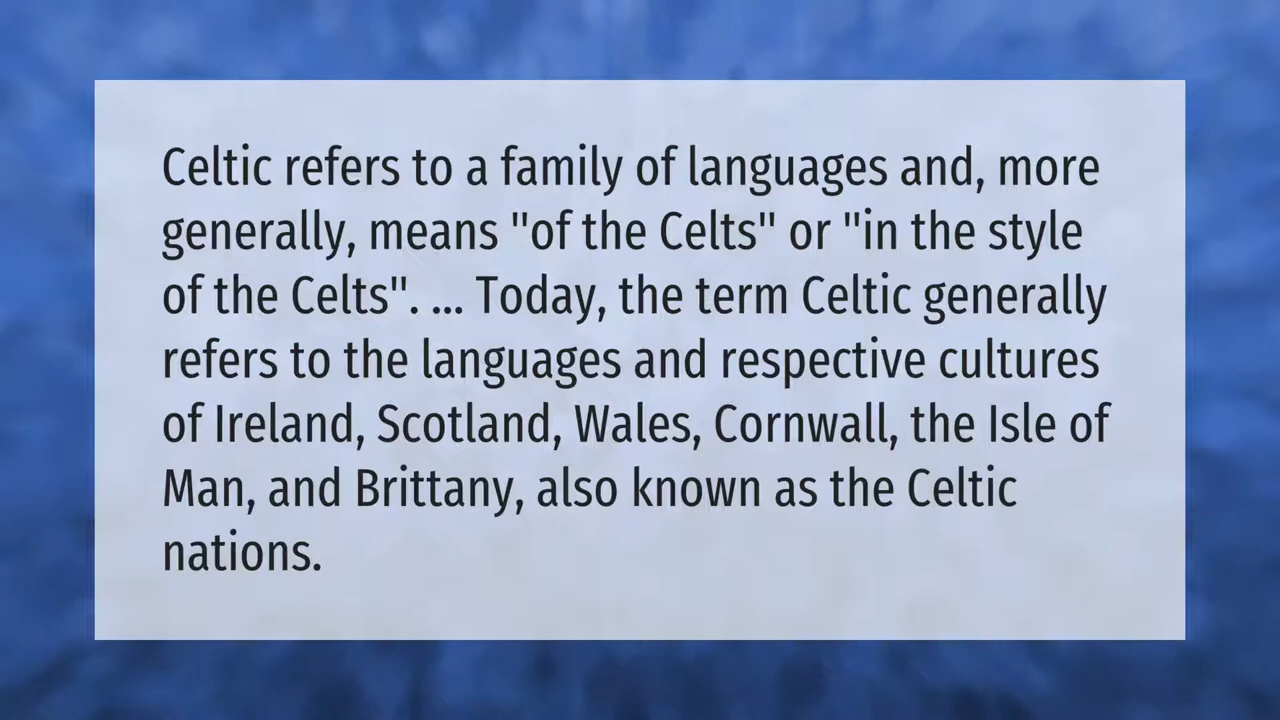 Celtic refers to a family of languages and, more
generally, means "of the Celts" or "in the style
of the Celts". ... Today, the term Celtic generally
refers to the languages and respective cultures
of Ireland, Scotland, Wales, Cornwall, the Isle of
Man, and Brittany, also known as the Celtic
nations.